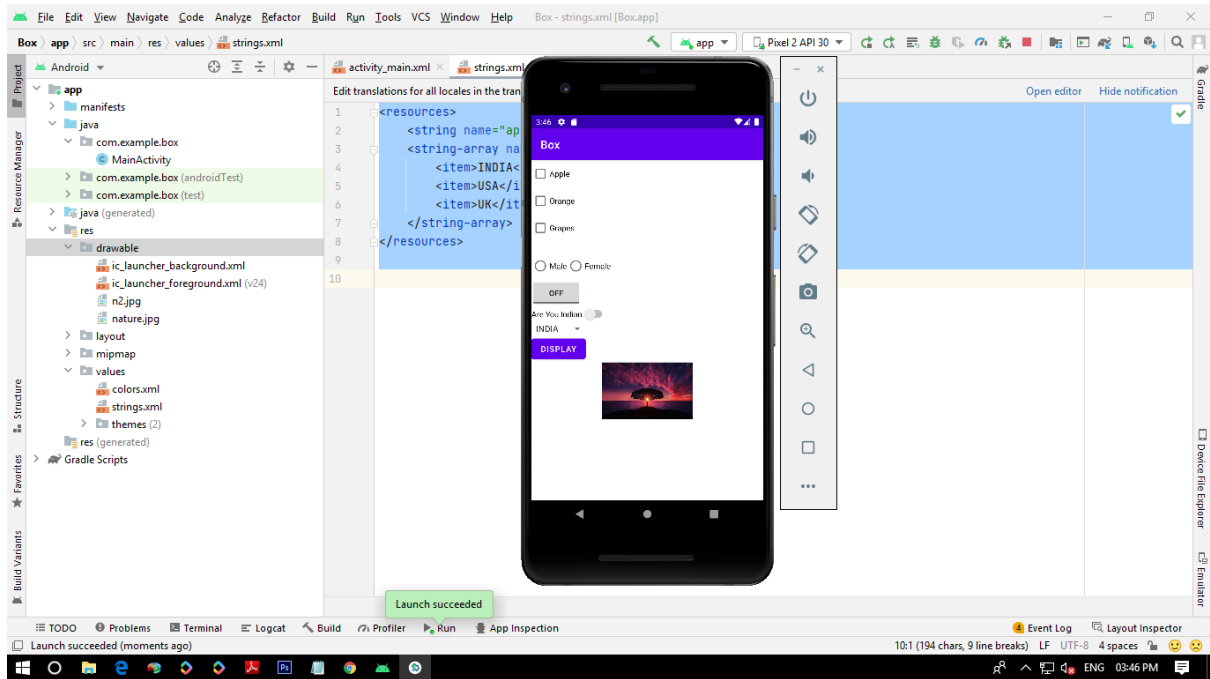 File Edit View Navigate Code Analyze Refactor Build Run Tools VCS Window Help Box - strings.xml [Box.app]
Box app src main res values strings.xml app Pixel 2 API 30
Project Android activity_main.xml strings.xml
Edit translations for all locales in the tran Open editor Hide notification
app
manifests
java
com.example.box
MainActivity
com.example.box (androidTest)
com.example.box (test)
java (generated)
res
drawable
ic_launcher_background.xml
ic_launcher_foreground.xml (v24)
n2.jpg
nature.jpg
layout
mipmap
values
colors.xml
strings.xml
themes (2)
res (generated)
Gradle Scripts
Resource Manager
Structure
Favorites
Build Variants
1 <resources>
2 <string name="ap
3 <string-array na
4 <item>INDIA<
5 <item>USA</i
6 <item>UK</it
7 </string-array>
8 </resources>
9
10
3:46
Box
Apple
Orange
Grapes
Male Female
OFF
Are You Indian
INDIA
DISPLAY
Gradle
Device File Explorer
Emulator
Launch succeeded
TODO Problems Terminal Logcat Build Profiler Run App Inspection 4 Event Log Layout Inspector
Launch succeeded (moments ago) 10:1 (194 chars, 9 line breaks) LF UTF-8 4 spaces
Ps ENG 03:46 PM